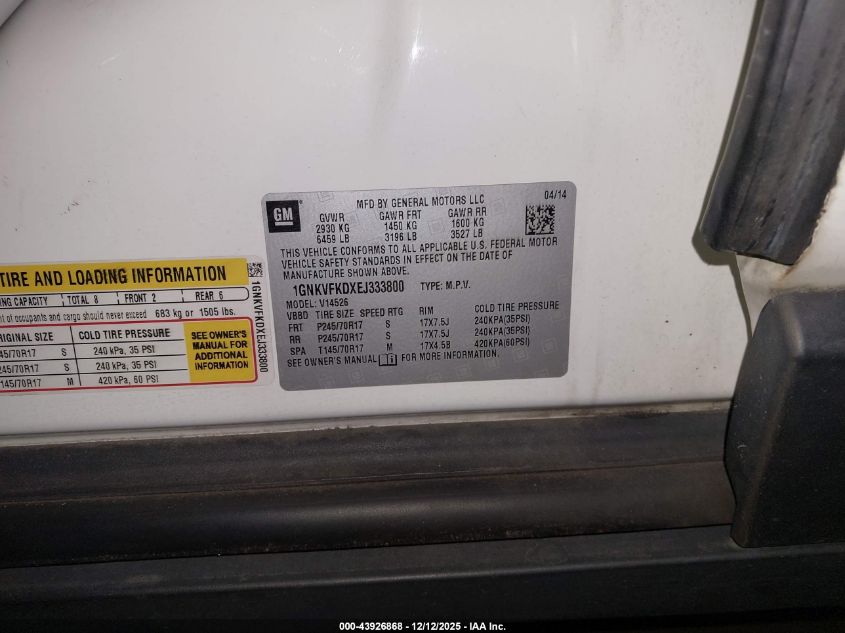 GM
MFD BY GENERAL MOTORS LLC
04/14
GVWR GAWR FRT GAWR RR
2930 KG 1450 KG 1600 KG
6459 LB 3196 LB 3527 LB
THIS VEHICLE CONFORMS TO ALL APPLICABLE U.S. FEDERAL MOTOR
VEHICLE SAFETY STANDARDS IN EFFECT ON THE DATE OF
MANUFACTURE SHOWN ABOVE.
1GNKVFKDXEJ333800 TYPE: M.P.V.
MODEL: V14526
VBBD TIRE SIZE SPEED RTG RIM COLD TIRE PRESSURE
FRT P245/70R17 S 17X7.5J 240KPA(35PSI)
RR P245/70R17 S 17X7.5J 240KPA(35PSI)
SPA T145/70R17 M 17X4.5B 420KPA(60PSI)
SEE OWNER'S MANUAL FOR MORE INFORMATION
TIRE AND LOADING INFORMATION
NG CAPACITY TOTAL 8 FRONT 2 REAR 6
t of occupants and cargo should never exceed 683 kg or 1505 lbs.
RIGINAL SIZE COLD TIRE PRESSURE
245/70R17 S 240 kPa, 35 PSI
245/70R17 S 240 kPa, 35 PSI
T145/70R17 M 420 kPa, 60 PSI
SEE OWNER'S
MANUAL FOR
ADDITIONAL
INFORMATION
1GNKVFKDXEJ333800
000-43926868 - 12/12/2025 - IAA Inc.